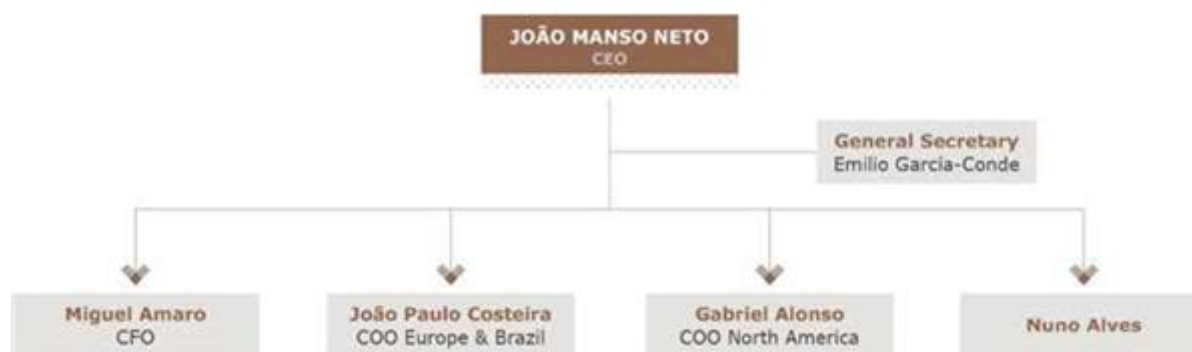 JOÃO MANSO NETO
CEO
General Secretary
Emilio García-Conde
Miguel Amaro
CFO
João Paulo Costeira
COO Europe & Brazil
Gabriel Alonso
COO North America
Nuno Alves